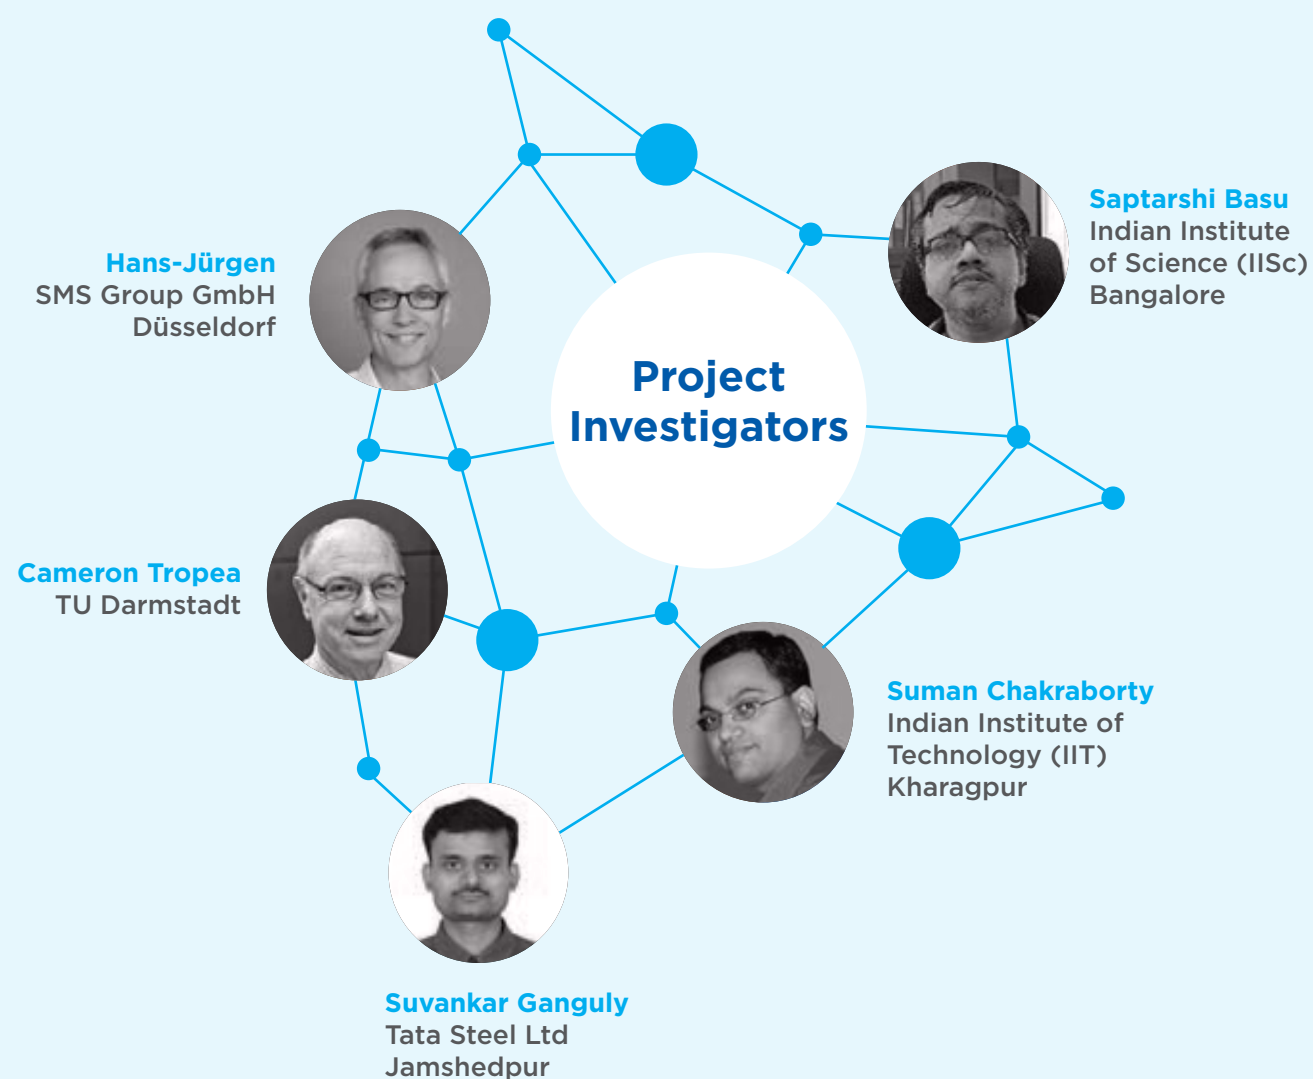 Saptarshi Basu
Indian Institute
of Science (IISc)
Bangalore
Hans-Jürgen
SMS Group GmbH
Düsseldorf
Project
Investigators
Cameron Tropea
TU Darmstadt
Suman Chakraborty
Indian Institute of
Technology (IIT)
Kharagpur
Suvankar Ganguly
Tata Steel Ltd
Jamshedpur